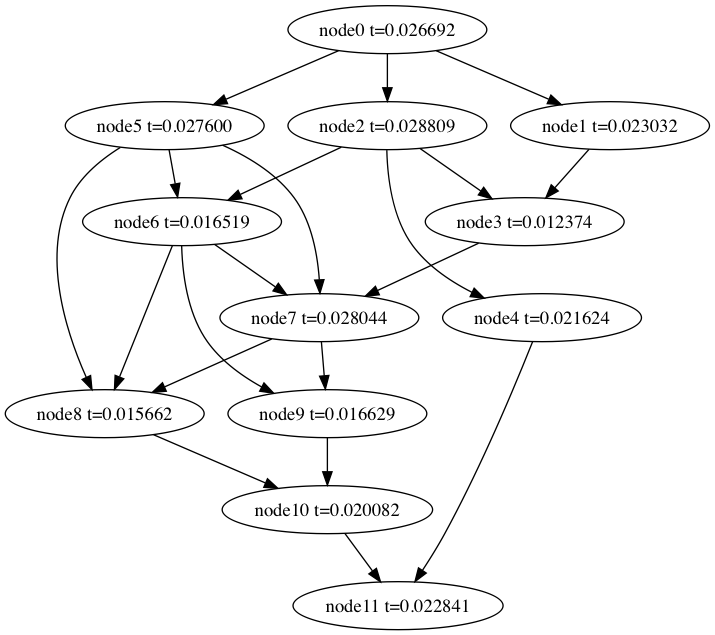 node0 t=0.026692
node5 t=0.027600
node2 t=0.028809
node1 t=0.023032
node6 t=0.016519
node3 t=0.012374
node7 t=0.028044
node4 t=0.021624
node8 t=0.015662
node9 t=0.016629
node10 t=0.020082
node11 t=0.022841